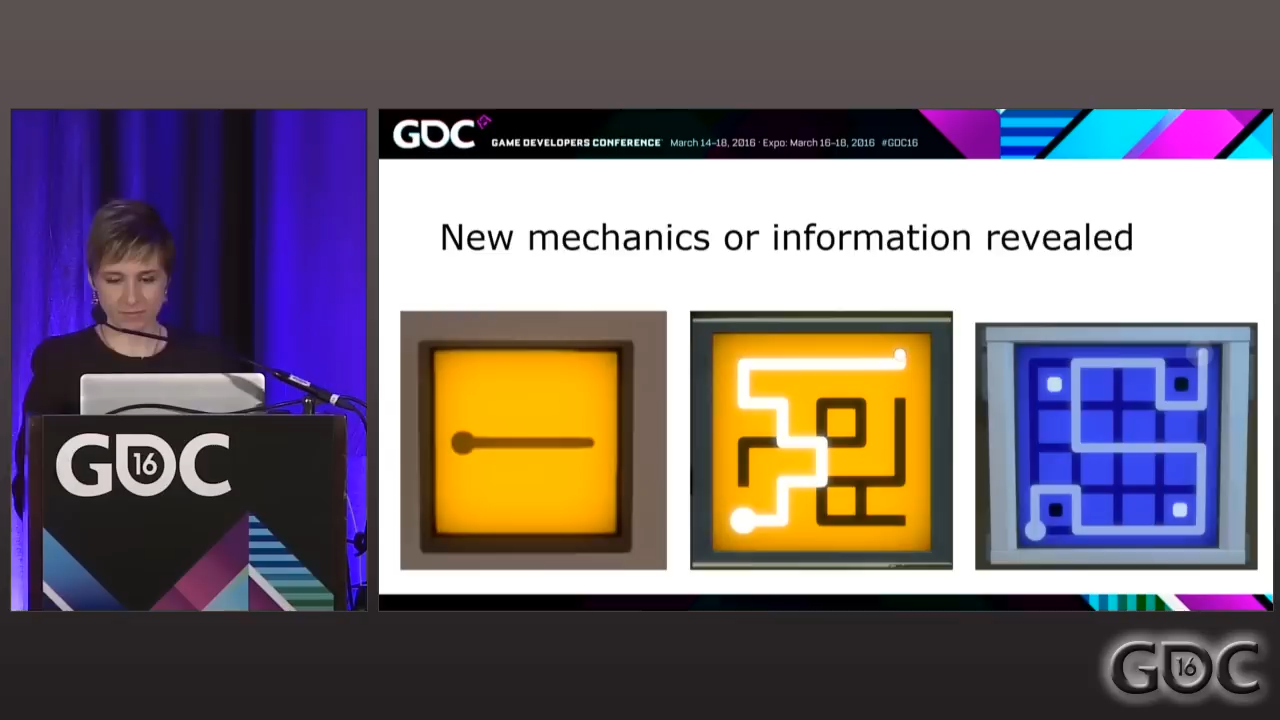 GDC GAME DEVELOPERS CONFERENCE March 14–18, 2016 · Expo: March 16–18, 2016 #GDC16
New mechanics or information revealed
GDC 16
GDC 16